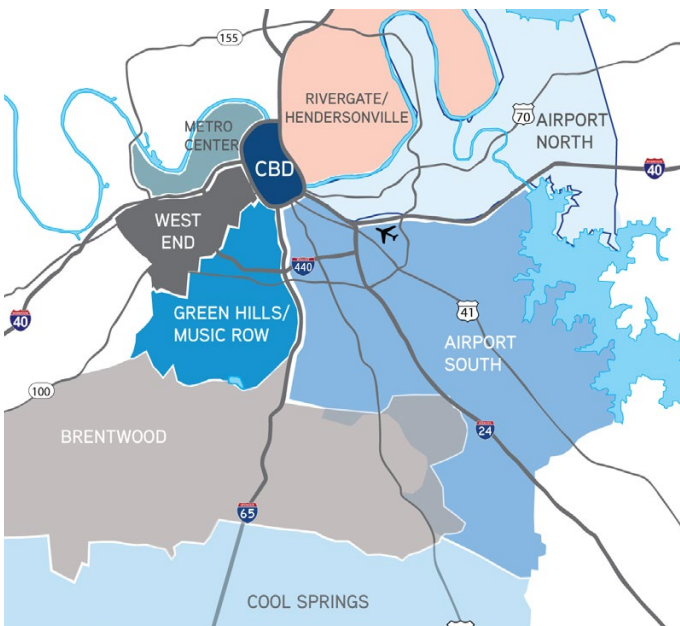 155
RIVERGATE/
HENDERSONVILLE
70
AIRPORT
NORTH
METRO
CENTER
CBD
40
WEST
END
440
GREEN HILLS/
MUSIC ROW
41
40
AIRPORT
SOUTH
100
BRENTWOOD
24
65
COOL SPRINGS